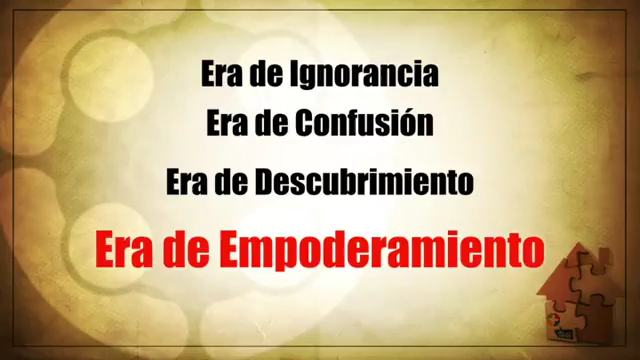 Era de Ignorancia
Era de Confusión
Era de Descubrimiento
Era de Empoderamiento